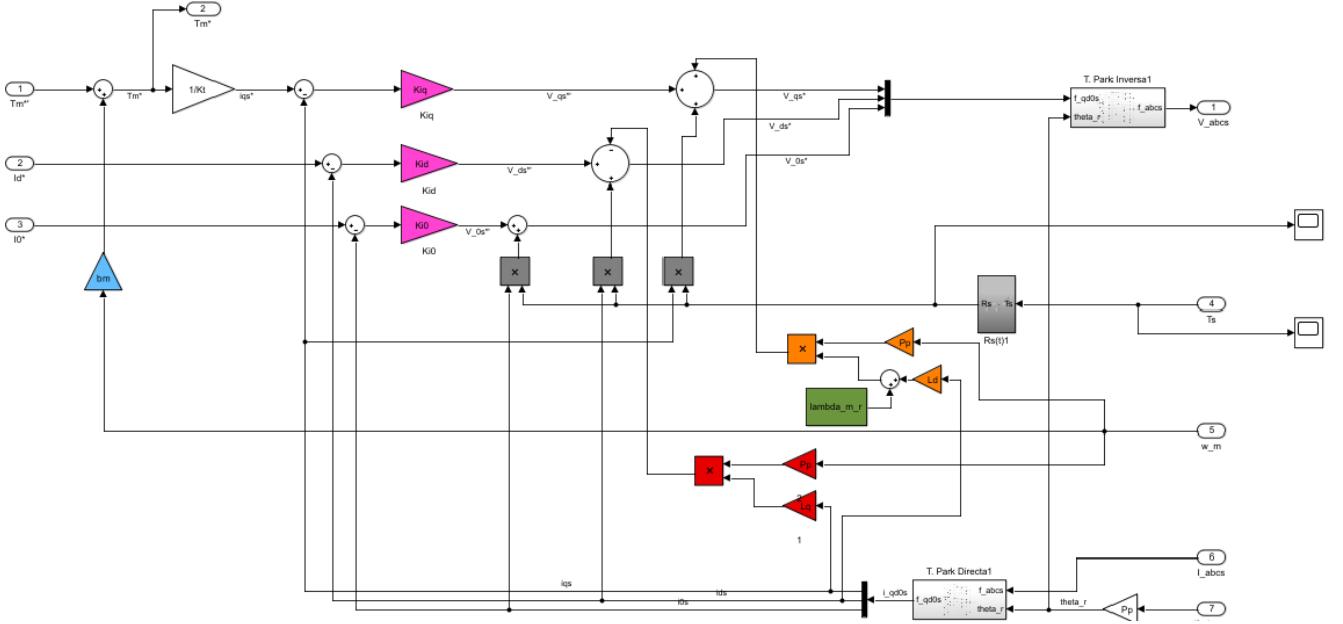 2
Tm*
T. Park Inversa1
1
Tm*'
Tm*
1/Kt
iqs*
Kiq
Kiq
V_qs*'
V_qs*
f_qd0s
f_abcs
theta_r
1
V_abcs
V_ds*
2
Id*
Kid
Kid
V_ds*'
V_0s*
3
I0*
Ki0
Ki0
V_0s*'
bm
×
×
×
Rs
Ts
Rs(t)1
4
Ts
×
Pp
Ld
lambda_m_r
5
w_m
×
Pp
2
Lq
1
6
I_abcs
T. Park Directa1
iqs
ids
i0s
i_qd0s
f_qd0s
f_abcs
theta_r
theta_r
Pp
7